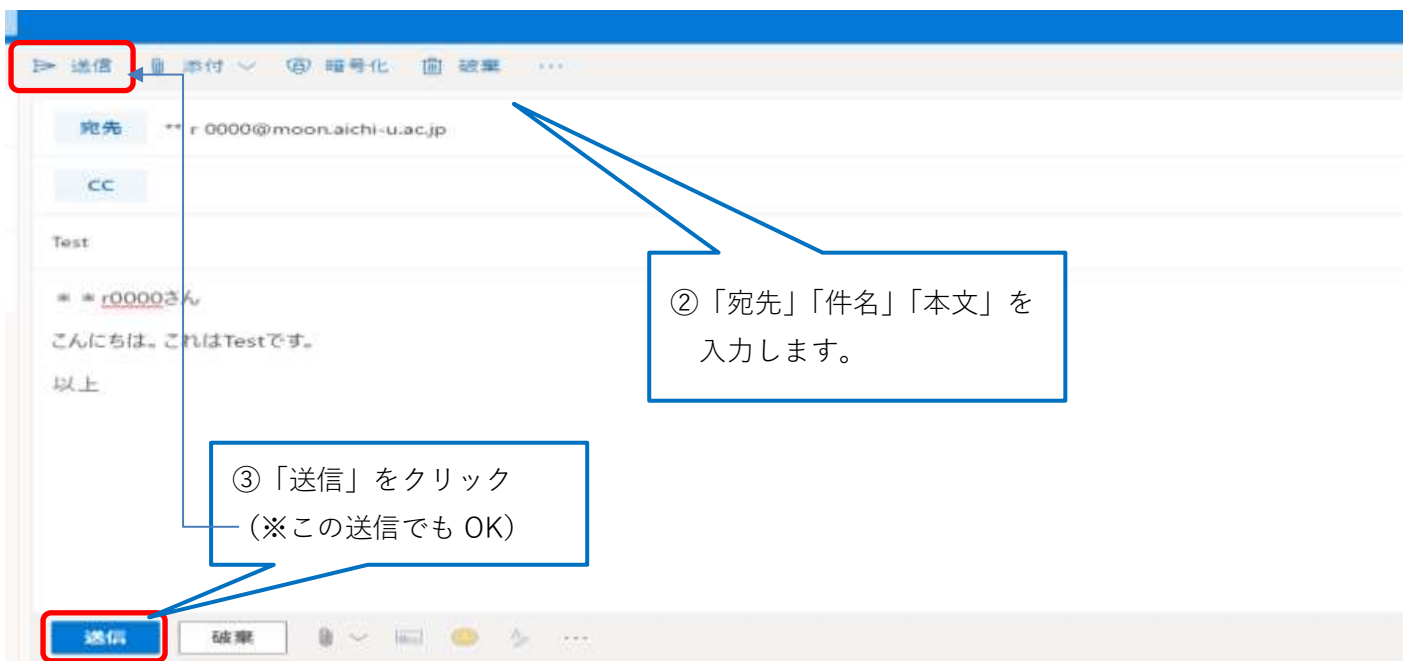 送信 添付 暗号化 破棄 ...
宛先 ** r 0000@moon.aichi-u.ac.jp
CC
Test
＊ ＊ r0000さん
こんにちは。これはTestです。
以上
②「宛先」「件名」「本文」を
入力します。
③「送信」をクリック
（※この送信でも OK）
送信 破棄 ...